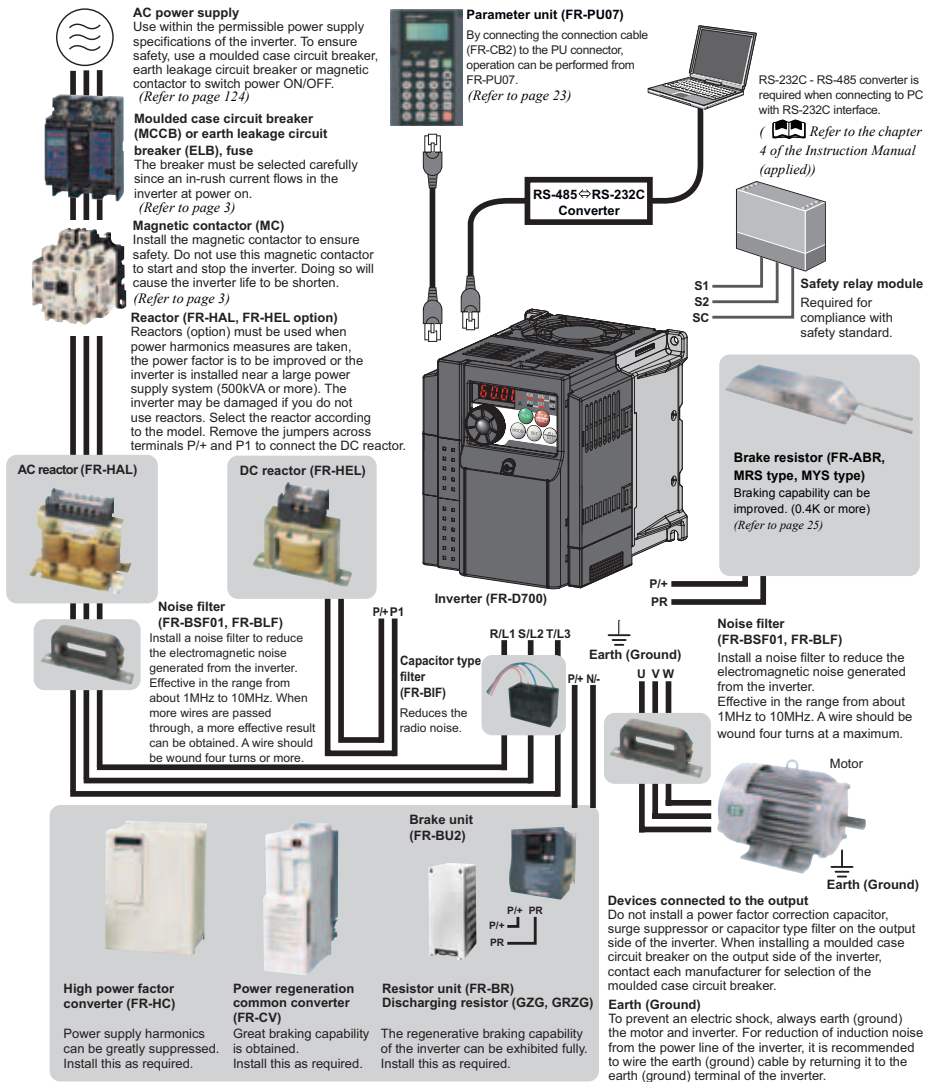 AC power supply
Use within the permissible power supply
specifications of the inverter. To ensure
safety, use a moulded case circuit breaker,
earth leakage circuit breaker or magnetic
contactor to switch power ON/OFF.
(Refer to page 124)
Moulded case circuit breaker
(MCCB) or earth leakage circuit
breaker (ELB), fuse
The breaker must be selected carefully
since an in-rush current flows in the
inverter at power on.
(Refer to page 3)
Magnetic contactor (MC)
Install the magnetic contactor to ensure
safety. Do not use this magnetic contactor
to start and stop the inverter. Doing so will
cause the inverter life to be shorten.
(Refer to page 3)
Reactor (FR-HAL, FR-HEL option)
Reactors (option) must be used when
power harmonics measures are taken,
the power factor is to be improved or the
inverter is installed near a large power
supply system (500kVA or more). The
inverter may be damaged if you do not
use reactors. Select the reactor according
to the model. Remove the jumpers across
terminals P/+ and P1 to connect the DC reactor.
Parameter unit (FR-PU07)
By connecting the connection cable
(FR-CB2) to the PU connector,
operation can be performed from
FR-PU07.
(Refer to page 23)
RS-232C - RS-485 converter is
required when connecting to PC
with RS-232C interface.
( Refer to the chapter
4 of the Instruction Manual
(applied))
RS-485⇔RS-232C
Converter
S1
S2
SC
Safety relay module
Required for
compliance with
safety standard.
60.01
RUN
MODE
SET
Brake resistor (FR-ABR,
MRS type, MYS type)
Braking capability can be
improved. (0.4K or more)
(Refer to page 25)
P/+
PR
Inverter (FR-D700)
AC reactor (FR-HAL)
DC reactor (FR-HEL)
Noise filter
(FR-BSF01, FR-BLF)
Install a noise filter to reduce
the electromagnetic noise
generated from the inverter.
Effective in the range from
about 1MHz to 10MHz. When
more wires are passed
through, a more effective result
can be obtained. A wire should
be wound four turns or more.
P/+ P1
Capacitor type
filter
(FR-BIF)
Reduces the
radio noise.
R/L1 S/L2 T/L3
P/+ N/-
Earth (Ground)
U V W
Noise filter
(FR-BSF01, FR-BLF)
Install a noise filter to reduce the
electromagnetic noise generated
from the inverter.
Effective in the range from about
1MHz to 10MHz. A wire should be
wound four turns at a maximum.
Motor
Earth (Ground)
Brake unit
(FR-BU2)
P/+ PR
P/+
PR
High power factor
converter (FR-HC)
Power supply harmonics
can be greatly suppressed.
Install this as required.
Power regeneration
common converter
(FR-CV)
Great braking capability
is obtained.
Install this as required.
Resistor unit (FR-BR)
Discharging resistor (GZG, GRZG)
The regenerative braking capability
of the inverter can be exhibited fully.
Install this as required.
Devices connected to the output
Do not install a power factor correction capacitor,
surge suppressor or capacitor type filter on the output
side of the inverter. When installing a moulded case
circuit breaker on the output side of the inverter,
contact each manufacturer for selection of the
moulded case circuit breaker.
Earth (Ground)
To prevent an electric shock, always earth (ground)
the motor and inverter. For reduction of induction noise
from the power line of the inverter, it is recommended
to wire the earth (ground) cable by returning it to the
earth (ground) terminal of the inverter.